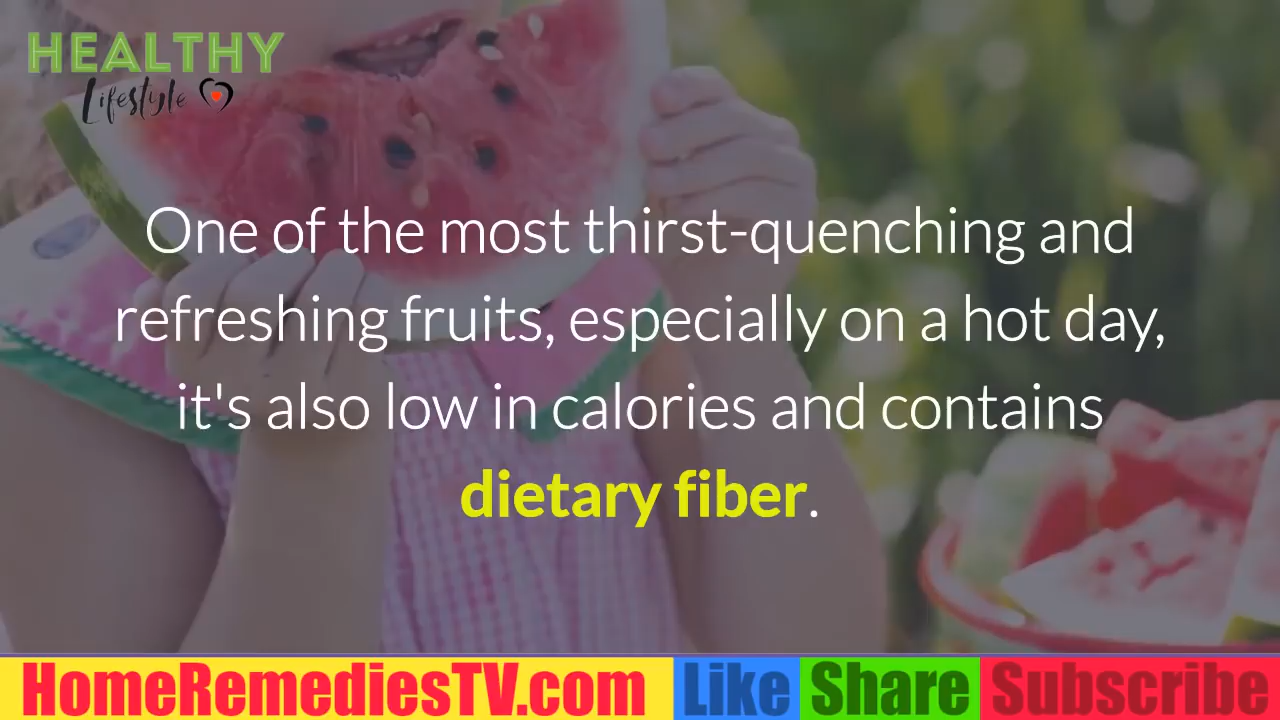 HEALTHY
Lifestyle
One of the most thirst-quenching and
refreshing fruits, especially on a hot day,
it's also low in calories and contains
dietary fiber.
HomeRemediesTV.com Like Share Subscribe